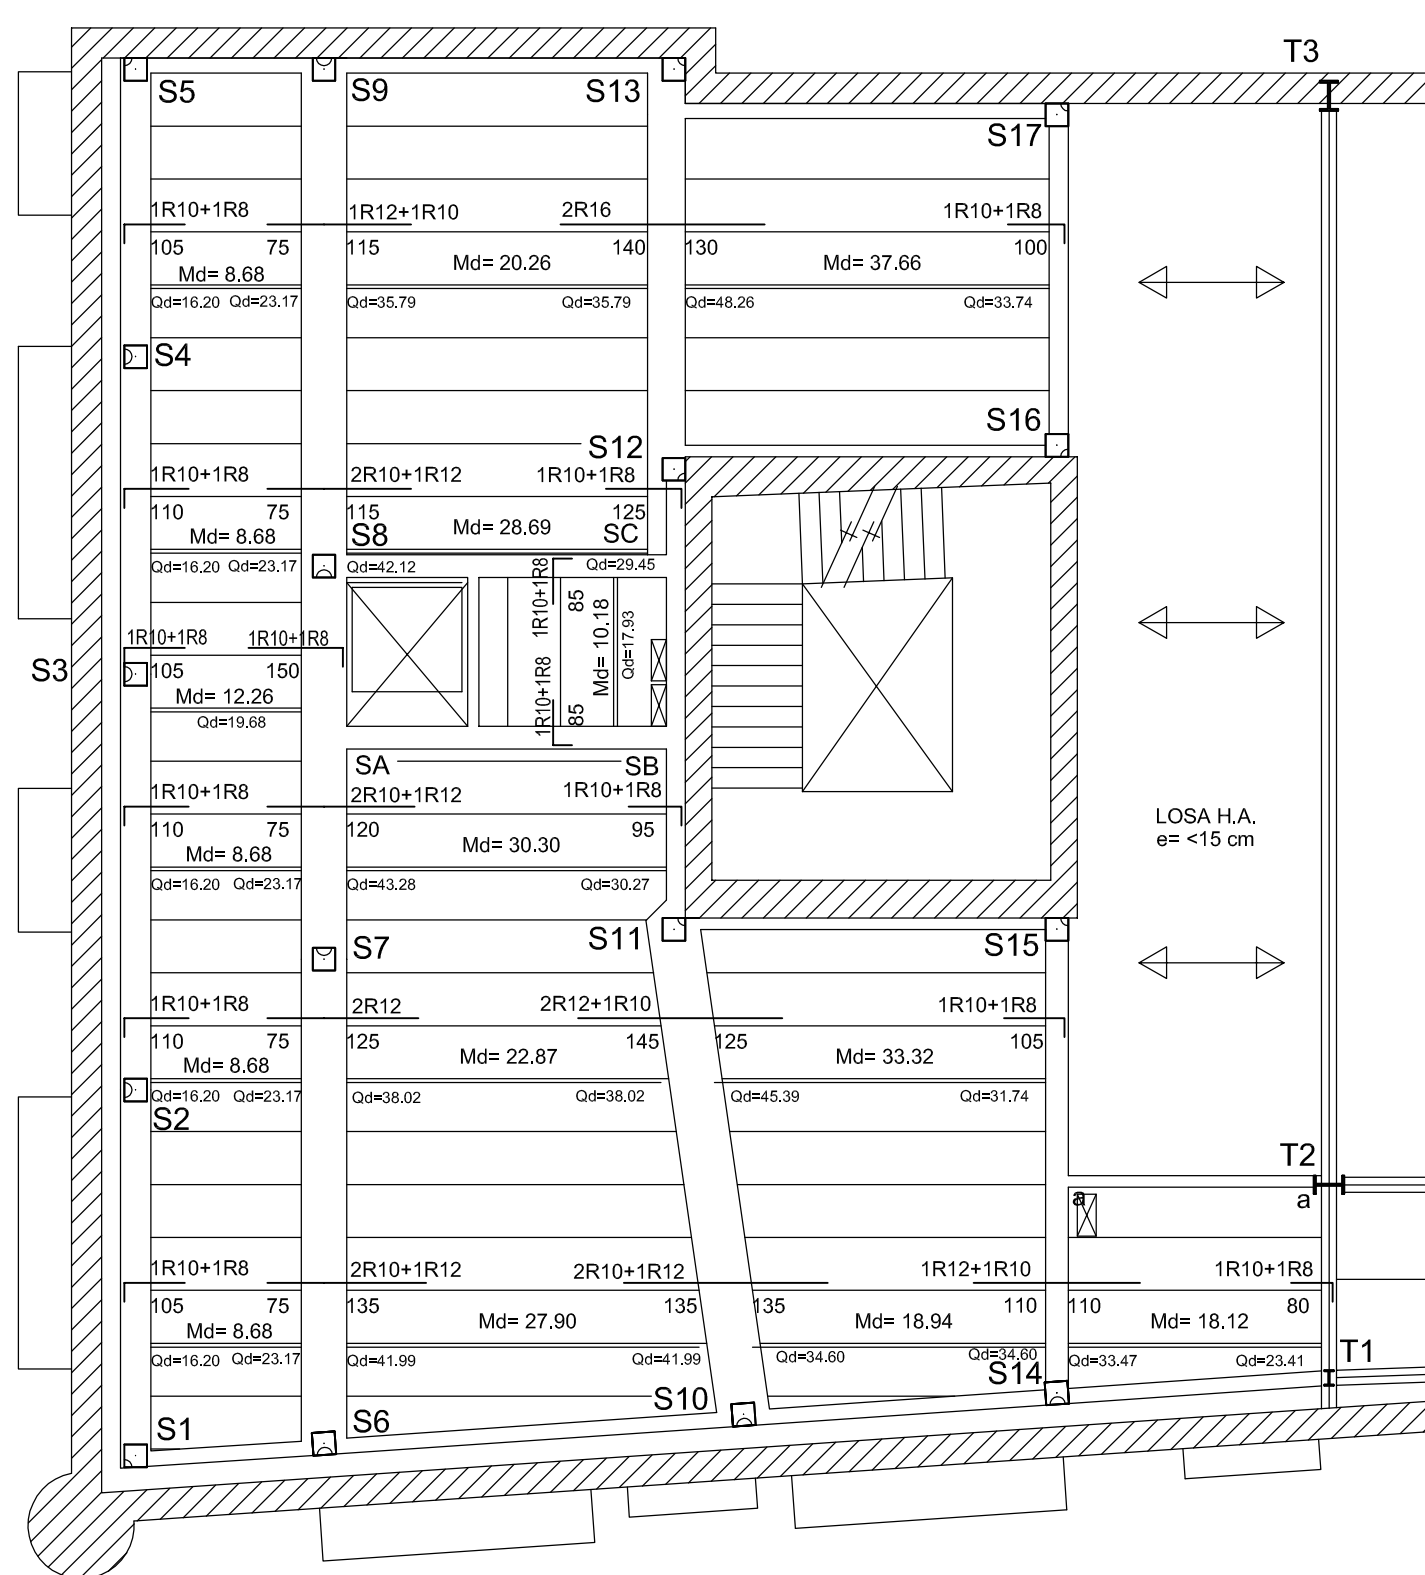 T3
S5 S9 S13
S17
1R10+1R8 1R12+1R10 2R16 1R10+1R8
105 75 115 140 130 100
Md= 8.68 Md= 20.26 Md= 37.66
Qd=16.20 Qd=23.17 Qd=35.79 Qd=35.79 Qd=48.26 Qd=33.74
S4
S16
S12
1R10+1R8 2R10+1R12 1R10+1R8
110 75 115 125
Md= 8.68 S8 Md= 28.69 SC
Qd=16.20 Qd=23.17 Qd=42.12 Qd=29.45
1R10+1R8 85
Md= 10.18 Qd=17.93
1R10+1R8 85
1R10+1R8 1R10+1R8
S3 105 150
Md= 12.26
Qd=19.68
SA SB
1R10+1R8 2R10+1R12 1R10+1R8
110 75 120 95
Md= 8.68 Md= 30.30
Qd=16.20 Qd=23.17 Qd=43.28 Qd=30.27
LOSA H.A.
e= <15 cm
S7 S11 S15
1R10+1R8 2R12 2R12+1R10 1R10+1R8
110 75 125 145 125 105
Md= 8.68 Md= 22.87 Md= 33.32
Qd=16.20 Qd=23.17 Qd=38.02 Qd=38.02 Qd=45.39 Qd=31.74
S2
T2
a a
1R10+1R8 2R10+1R12 2R10+1R12 1R12+1R10 1R10+1R8
105 75 135 135 135 110 110 80
Md= 8.68 Md= 27.90 Md= 18.94 Md= 18.12
Qd=16.20 Qd=23.17 Qd=41.99 Qd=41.99 Qd=34.60 Qd=34.60 Qd=33.47 Qd=23.41
T1
S14
S10
S1 S6